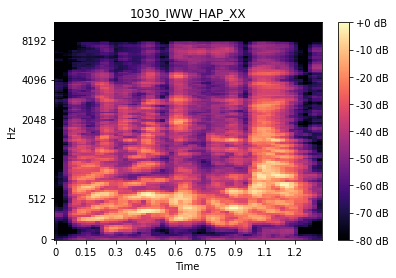 1030_IWW_HAP_XX
8192
4096
2048
1024
512
0
Hz
0 0.15 0.3 0.45 0.6 0.75 0.9 1.1 1.2
Time
+0 dB
-10 dB
-20 dB
-30 dB
-40 dB
-50 dB
-60 dB
-70 dB
-80 dB